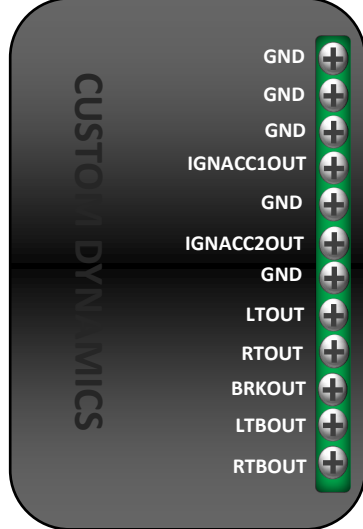 CUSTOM DYNAMICS
GND
GND
GND
IGNACC1OUT
GND
IGNACC2OUT
GND
LTOUT
RTOUT
BRKOUT
LTBOUT
RTBOUT